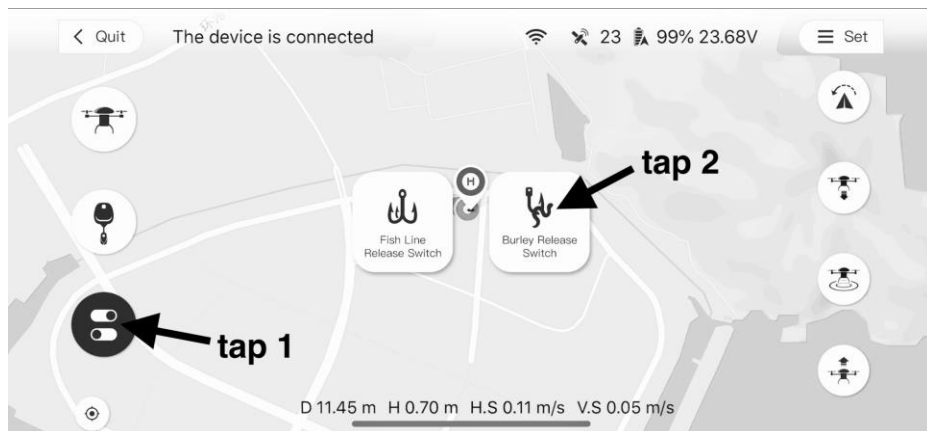 Quit
The device is connected
23
99% 23.68V
Set
H
tap 2
Fish Line
Release Switch
Burley Release
Switch
tap 1
D 11.45 m H 0.70 m H.S 0.11 m/s V.S 0.05 m/s